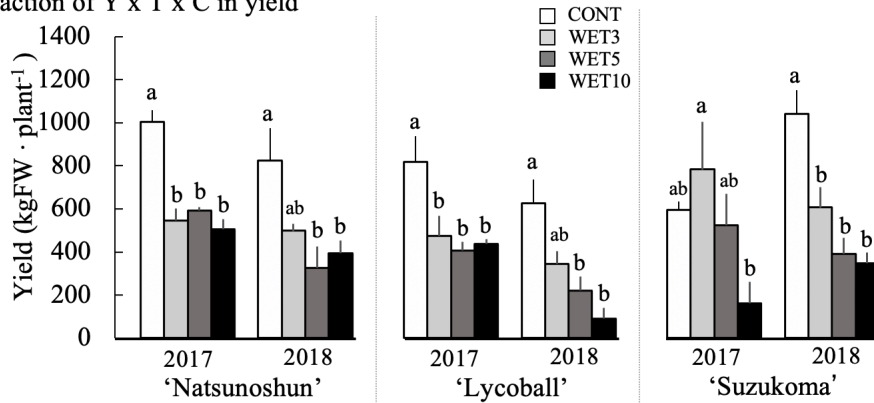 action of Y x T x C in yield
CONT
WET3
WET5
WET10
Yield (kgFW · plant-1 )
1400
1200
1000
800
600
400
200
0
a
b
b
b
a
ab
b
b
a
b
b
b
a
ab
b
b
ab
a
ab
b
a
b
b
b
2017
2018
2017
2018
2017
2018
‘Natsunoshun’
‘Lycoball’
‘Suzukoma’